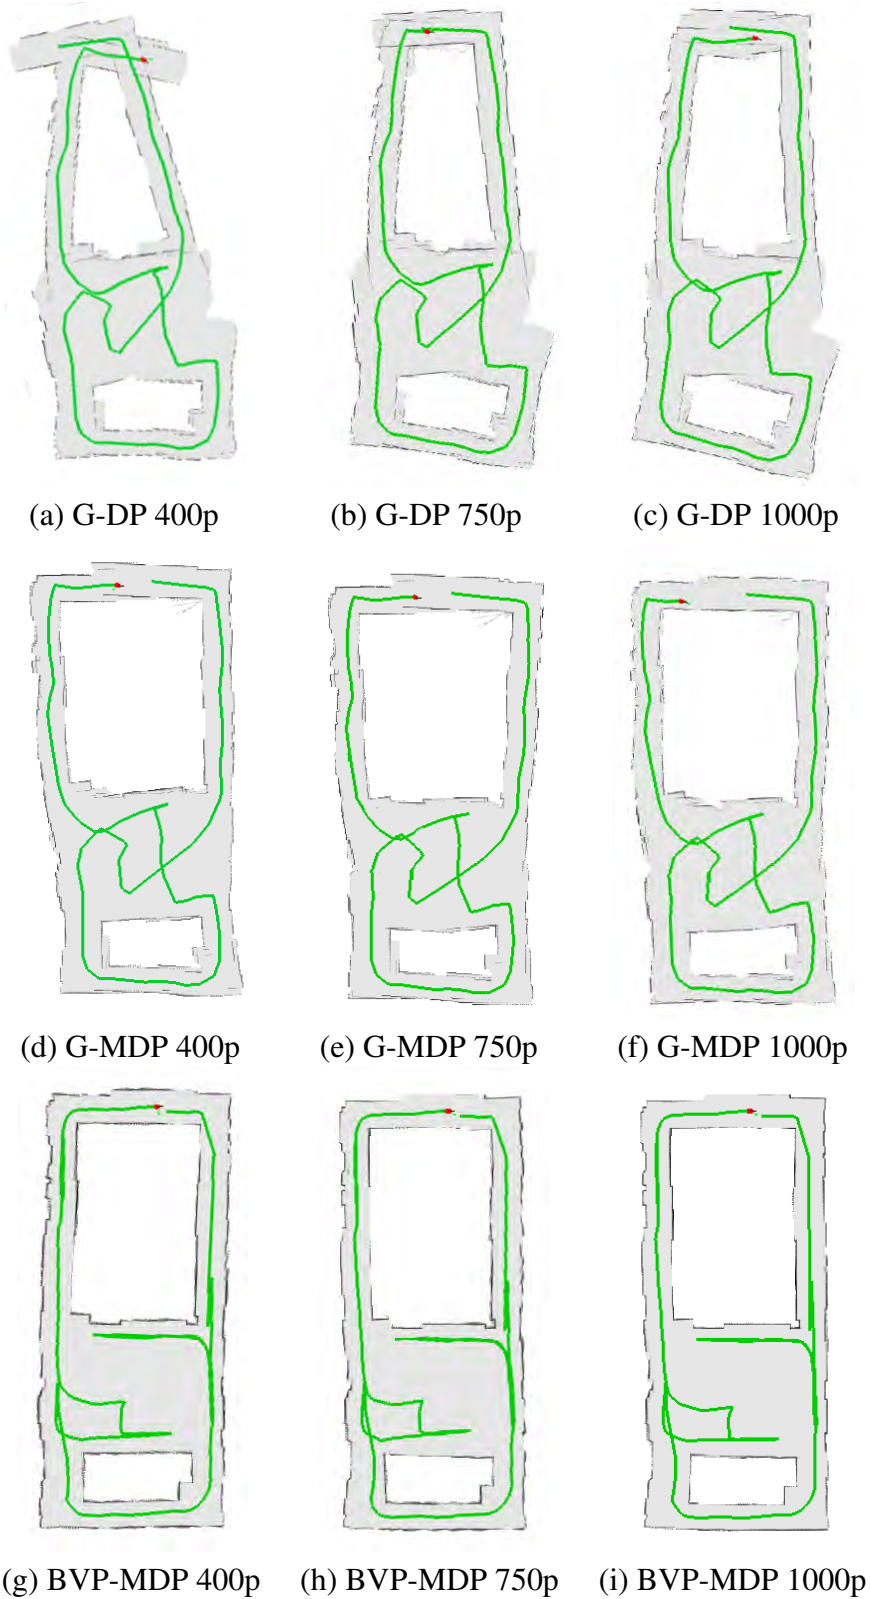 (a) G-DP 400p
(b) G-DP 750p
(c) G-DP 1000p
(d) G-MDP 400p
(e) G-MDP 750p
(f) G-MDP 1000p
(g) BVP-MDP 400p
(h) BVP-MDP 750p
(i) BVP-MDP 1000p